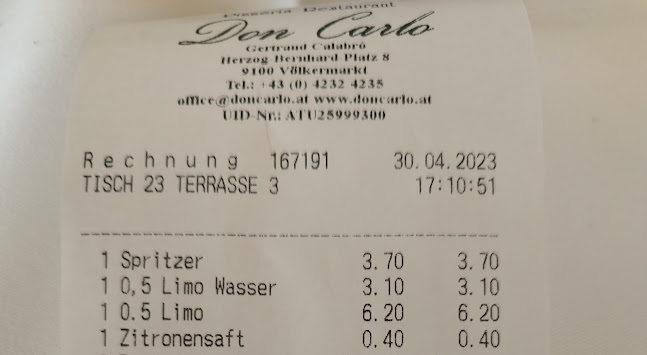 Pizzeria-Restaurant
Don Carlo
Gertraud Calabrò
Herzog Bernhard Platz 8
9100 Völkermarkt
Tel.: +43 (0) 4232 4235
office@doncarlo.at www.doncarlo.at
UID-Nr.: ATU25999300
Rechnung 167191 30.04.2023
TISCH 23 TERRASSE 3 17:10:51
1 Spritzer 3.70 3.70
1 0,5 Limo Wasser 3.10 3.10
1 0.5 Limo 6.20 6.20
1 Zitronensaft 0.40 0.40